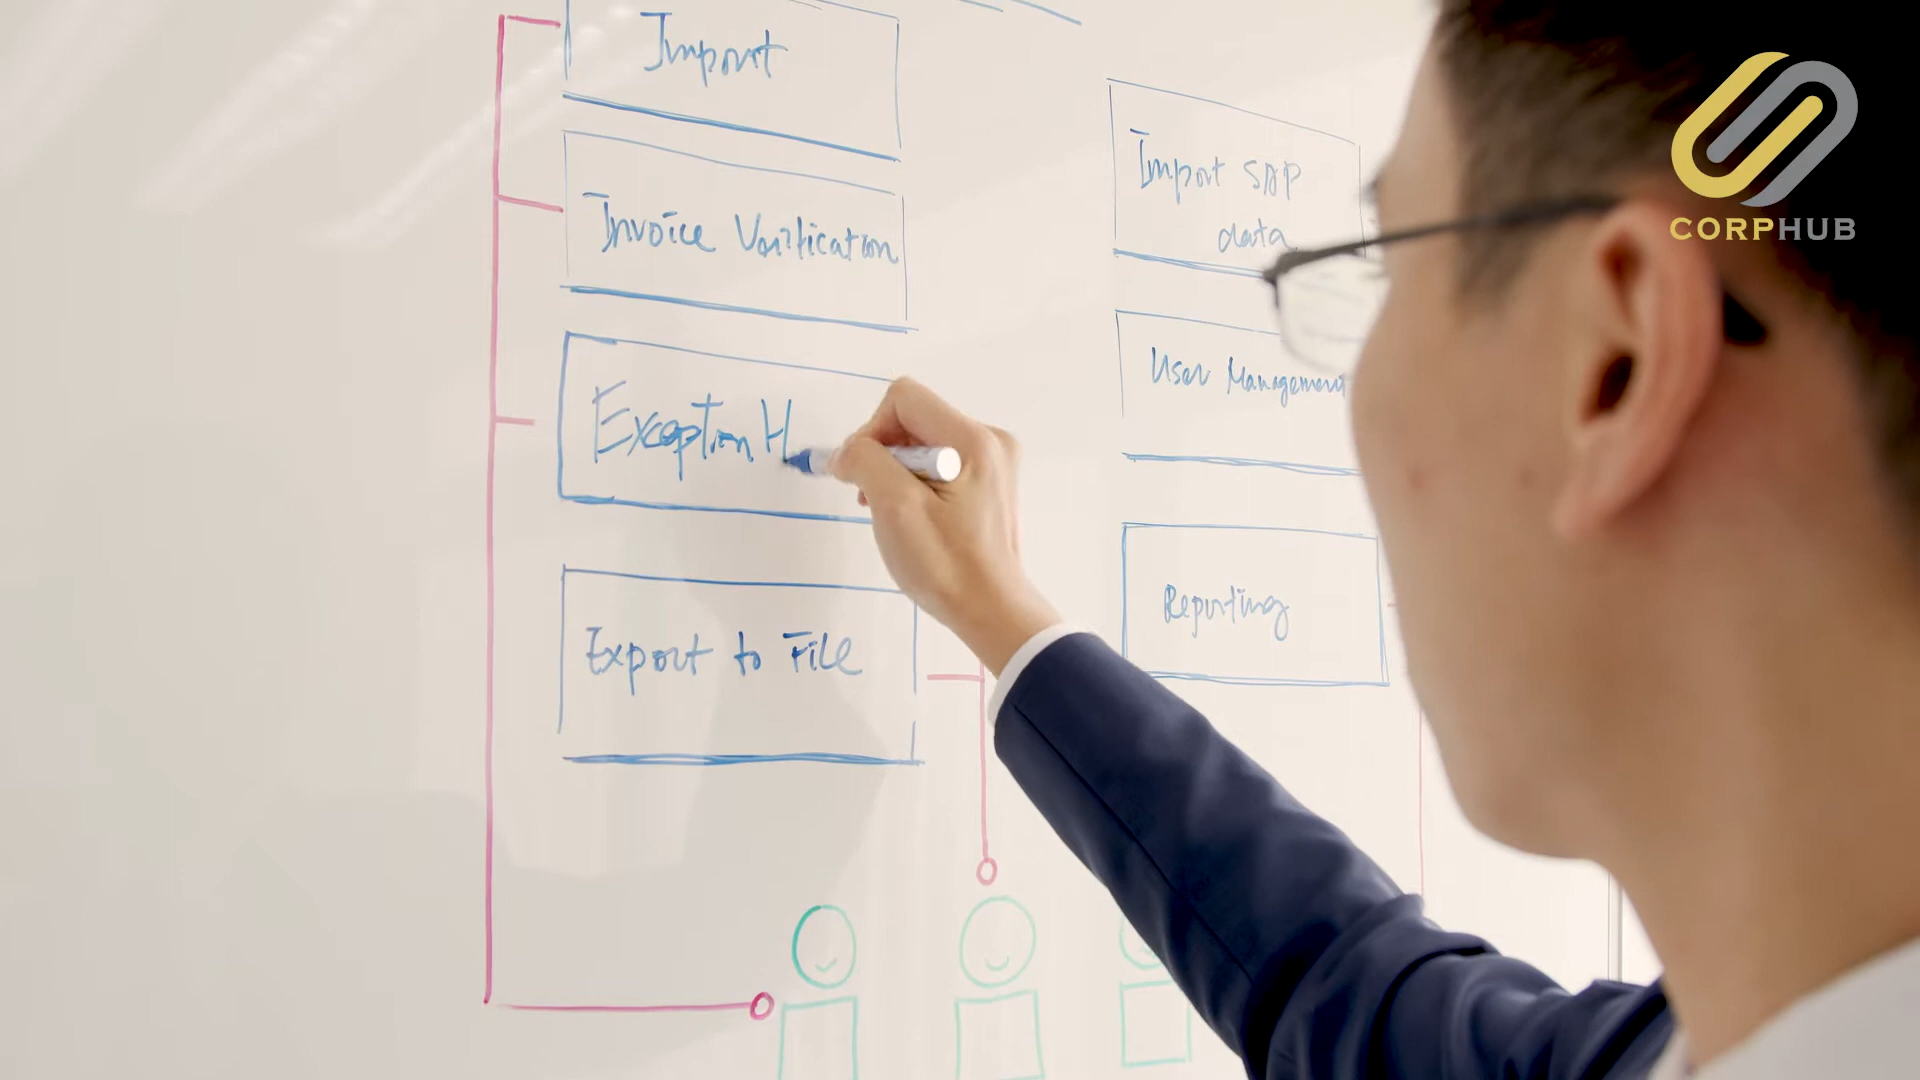 Import
Invoice Verification
Exception H
Export to File
Import SAP
data
User Management
Reporting
CORPHUB